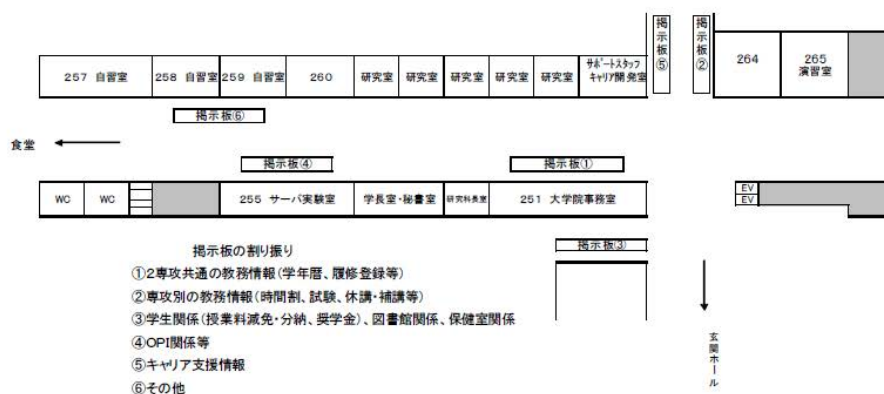 掲示板⑤
掲示板②
257 自習室
258 自習室
259 自習室
260
研究室
研究室
研究室
研究室
研究室
サポートスタッフ
キャリア開発室
264
265
演習室
掲示板⑥
食堂
掲示板④
掲示板①
WC
WC
255 サーバ実験室
学長室・秘書室
研究科長室
251 大学院事務室
EV
EV
掲示板③
掲示板の割り振り
①2専攻共通の教務情報(学年暦、履修登録等)
②専攻別の教務情報(時間割、試験、休講・補講等)
③学生関係(授業料減免・分納、奨学金)、図書館関係、保健室関係
④OPI関係等
⑤キャリア支援情報
⑥その他
玄関ホール